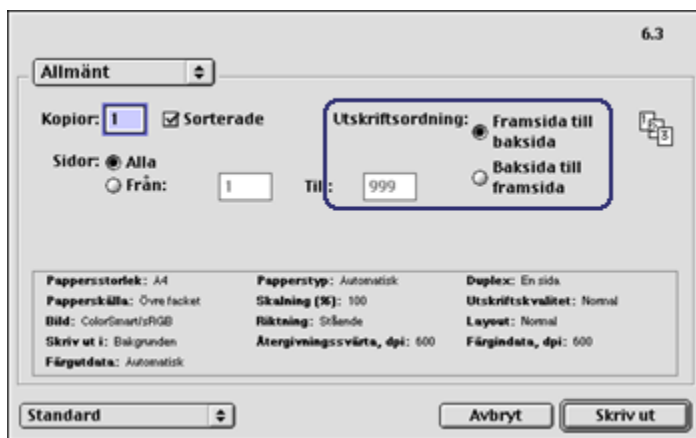 6.3
Allmänt
Kopior: 1 Sorterade Utskriftsordning: Framsida till
baksida
Sidor: Alla Baksida till
framsida
Från: 1 Till: 999
Pappersstorlek: A4 Papperstyp: Automatisk Duplex: En sida
Papperskälla: Övre facket Skalning (%): 100 Utskriftskvalitet: Normal
Bild: ColorSmart/sRGB Riktning: Stående Layout: Normal
Skriv ut i: Bakgrunden Återgivningssvärta, dpi: 600 Färgindata, dpi: 600
Färgutdata: Automatisk
Standard Avbryt Skriv ut